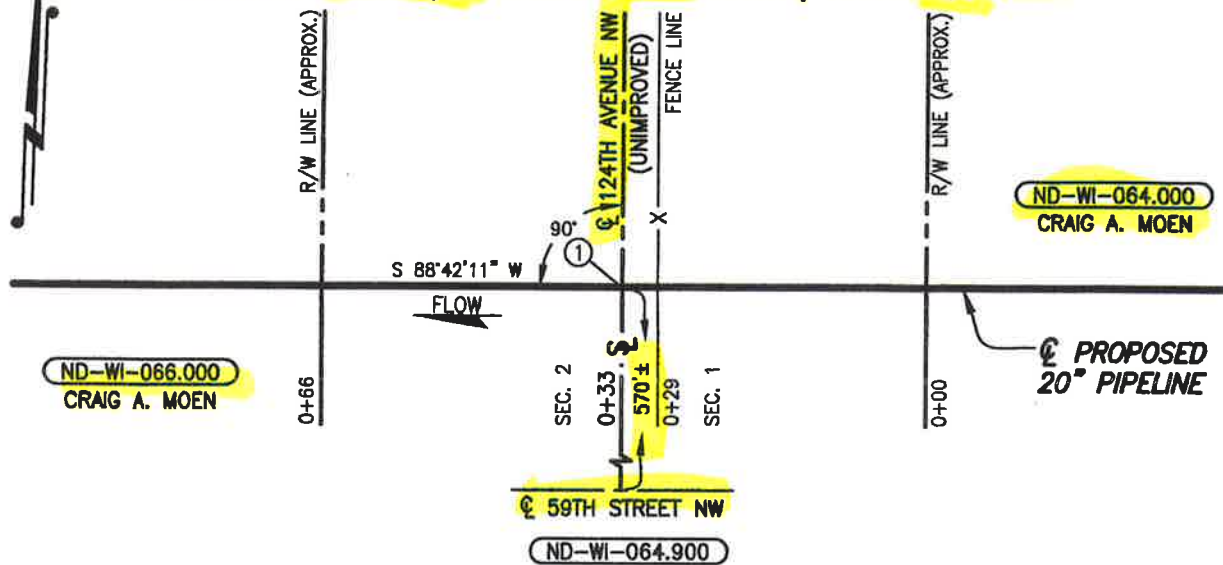 R/W LINE (APPROX.)
℄ 124TH AVENUE NW
(UNIMPROVED)
FENCE LINE
R/W LINE (APPROX.)
ND-WI-064.000
CRAIG A. MOEN
X
90°
1
S 88°42'11" W
FLOW
℄ PROPOSED
20" PIPELINE
ND-WI-066.000
CRAIG A. MOEN
0+66
SEC. 2
0+33
570'±
0+29
SEC. 1
0+00
℄ 59TH STREET NW
ND-WI-064.900